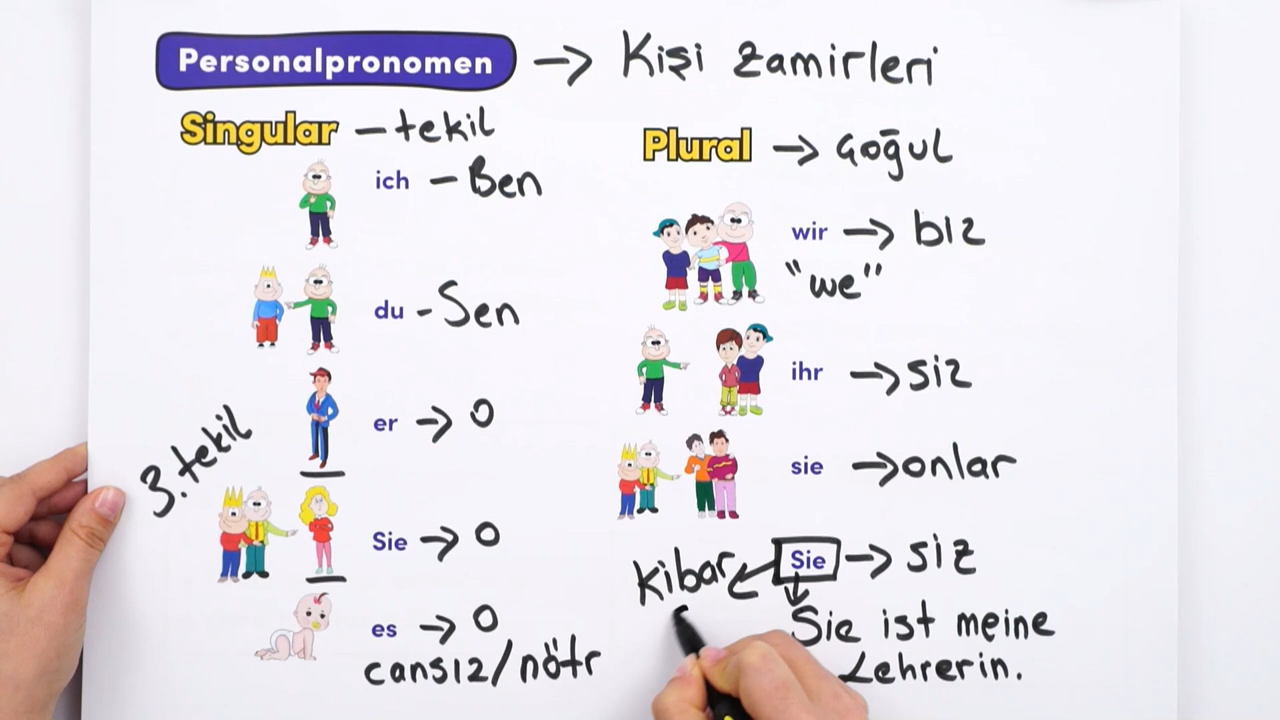 Personalpronomen → Kişi zamirleri
Singular – tekil
ich – Ben
du – Sen
er → O
3. tekil
Sie → O
es → O
cansız/nötr
Plural → Çoğul
wir → biz
"we"
ihr → siz
sie → onlar
Kibar ← Sie → siz
Sie ist meine
Lehrerin.